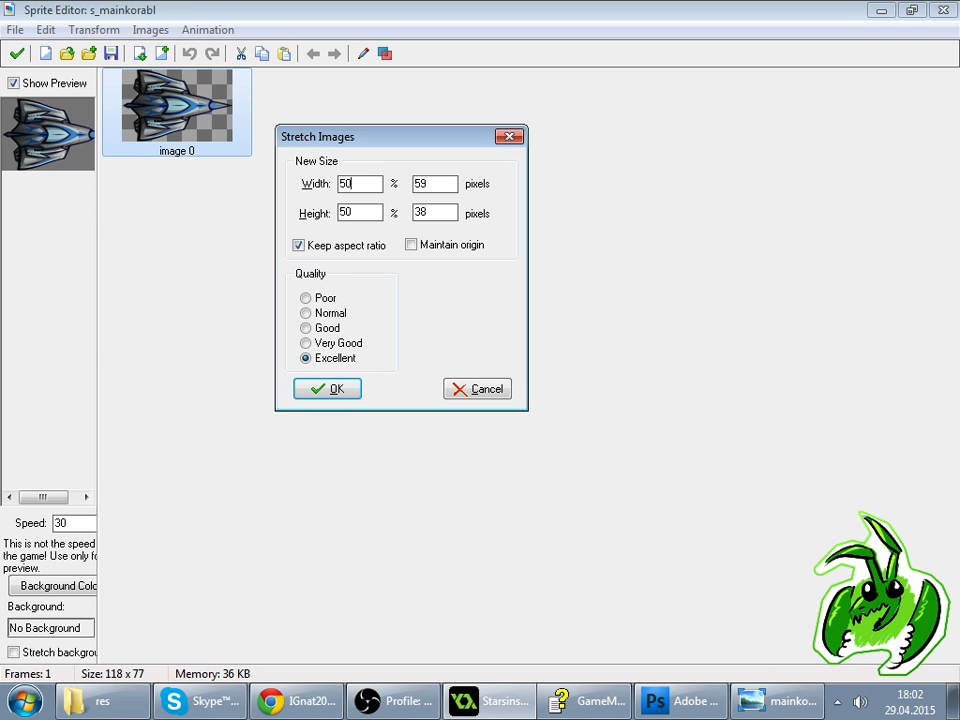 Sprite Editor: s_mainkorabl
File Edit Transform Images Animation
Show Preview
image 0
Stretch Images
New Size
Width: 50 % 59 pixels
Height: 50 % 38 pixels
Keep aspect ratio Maintain origin
Quality
Poor
Normal
Good
Very Good
Excellent
OK Cancel
Speed: 30
This is not the speed
the game! Use only fo
preview.
Background Colo
Background:
No Background
Stretch backgrou
Frames: 1 Size: 118 x 77 Memory: 36 KB
res Skype™... IGnat20... Profile: ... Starsins... GameM... Adobe ... mainko... 18:02
29.04.2015